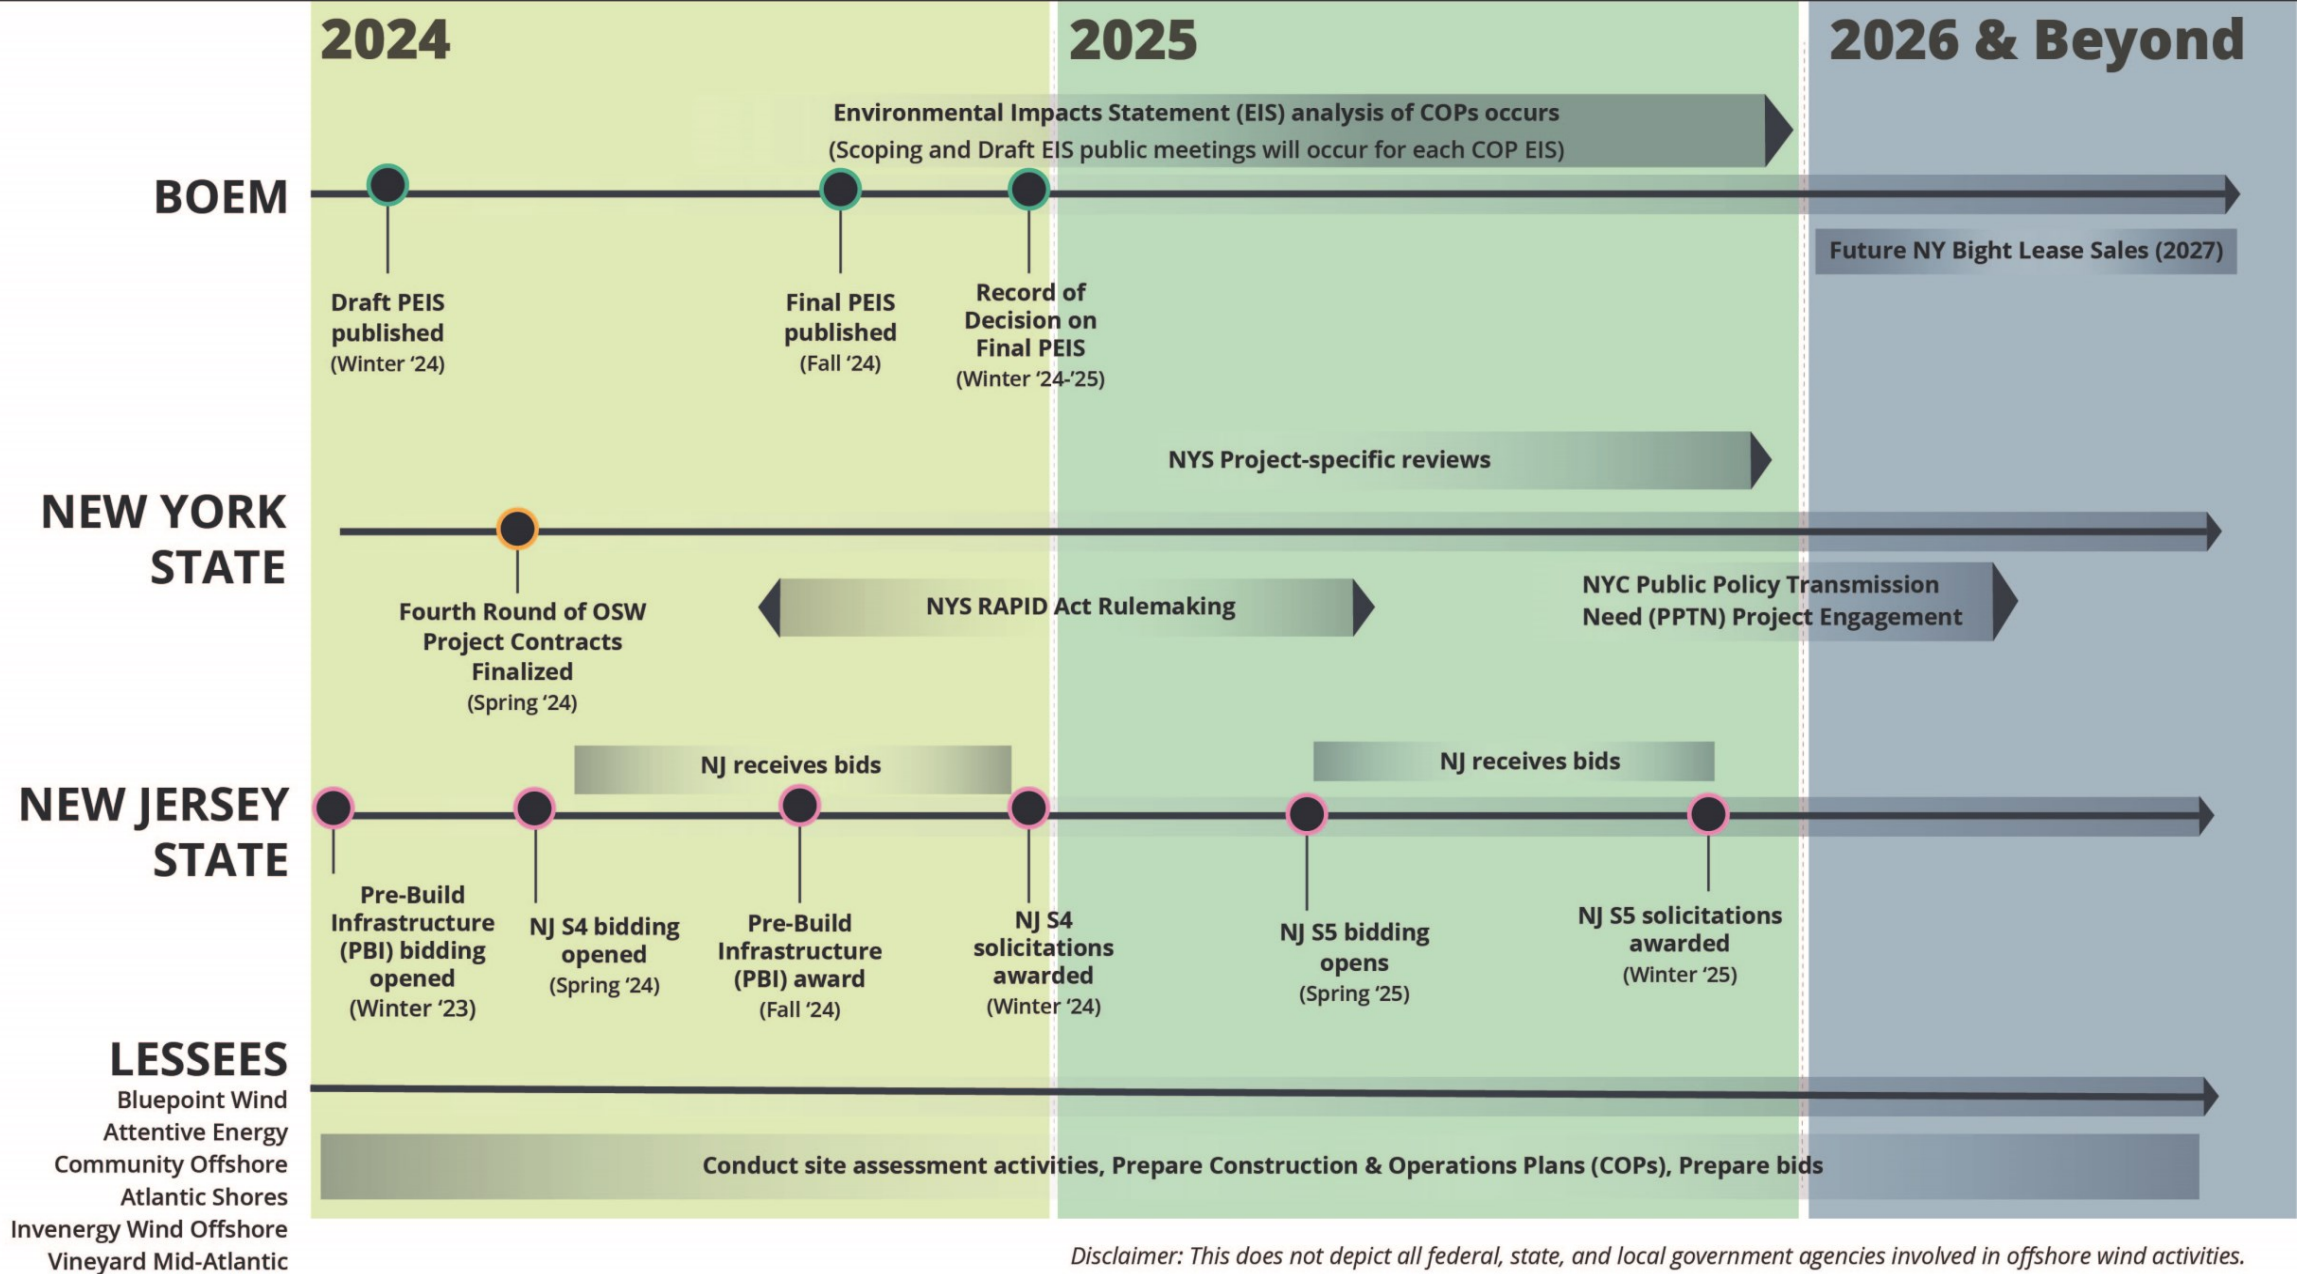 2024
2025
2026 & Beyond
BOEM
Environmental Impacts Statement (EIS) analysis of COPs occurs
(Scoping and Draft EIS public meetings will occur for each COP EIS)
Future NY Bight Lease Sales (2027)
Draft PEIS
published
(Winter ‘24)
Final PEIS
published
(Fall ‘24)
Record of
Decision on
Final PEIS
(Winter ‘24-’25)
NEW YORK
STATE
NYS Project-specific reviews
Fourth Round of OSW
Project Contracts
Finalized
(Spring ‘24)
NYS RAPID Act Rulemaking
NYC Public Policy Transmission
Need (PPTN) Project Engagement
NEW JERSEY
STATE
NJ receives bids
NJ receives bids
Pre-Build
Infrastructure
(PBI) bidding
opened
(Winter ‘23)
NJ S4 bidding
opened
(Spring ‘24)
Pre-Build
Infrastructure
(PBI) award
(Fall ‘24)
NJ S4
solicitations
awarded
(Winter ‘24)
NJ S5 bidding
opens
(Spring ‘25)
NJ S5 solicitations
awarded
(Winter ‘25)
LESSEES
Bluepoint Wind
Attentive Energy
Community Offshore
Atlantic Shores
Invenergy Wind Offshore
Vineyard Mid-Atlantic
Conduct site assessment activities, Prepare Construction & Operations Plans (COPs), Prepare bids
Disclaimer: This does not depict all federal, state, and local government agencies involved in offshore wind activities.